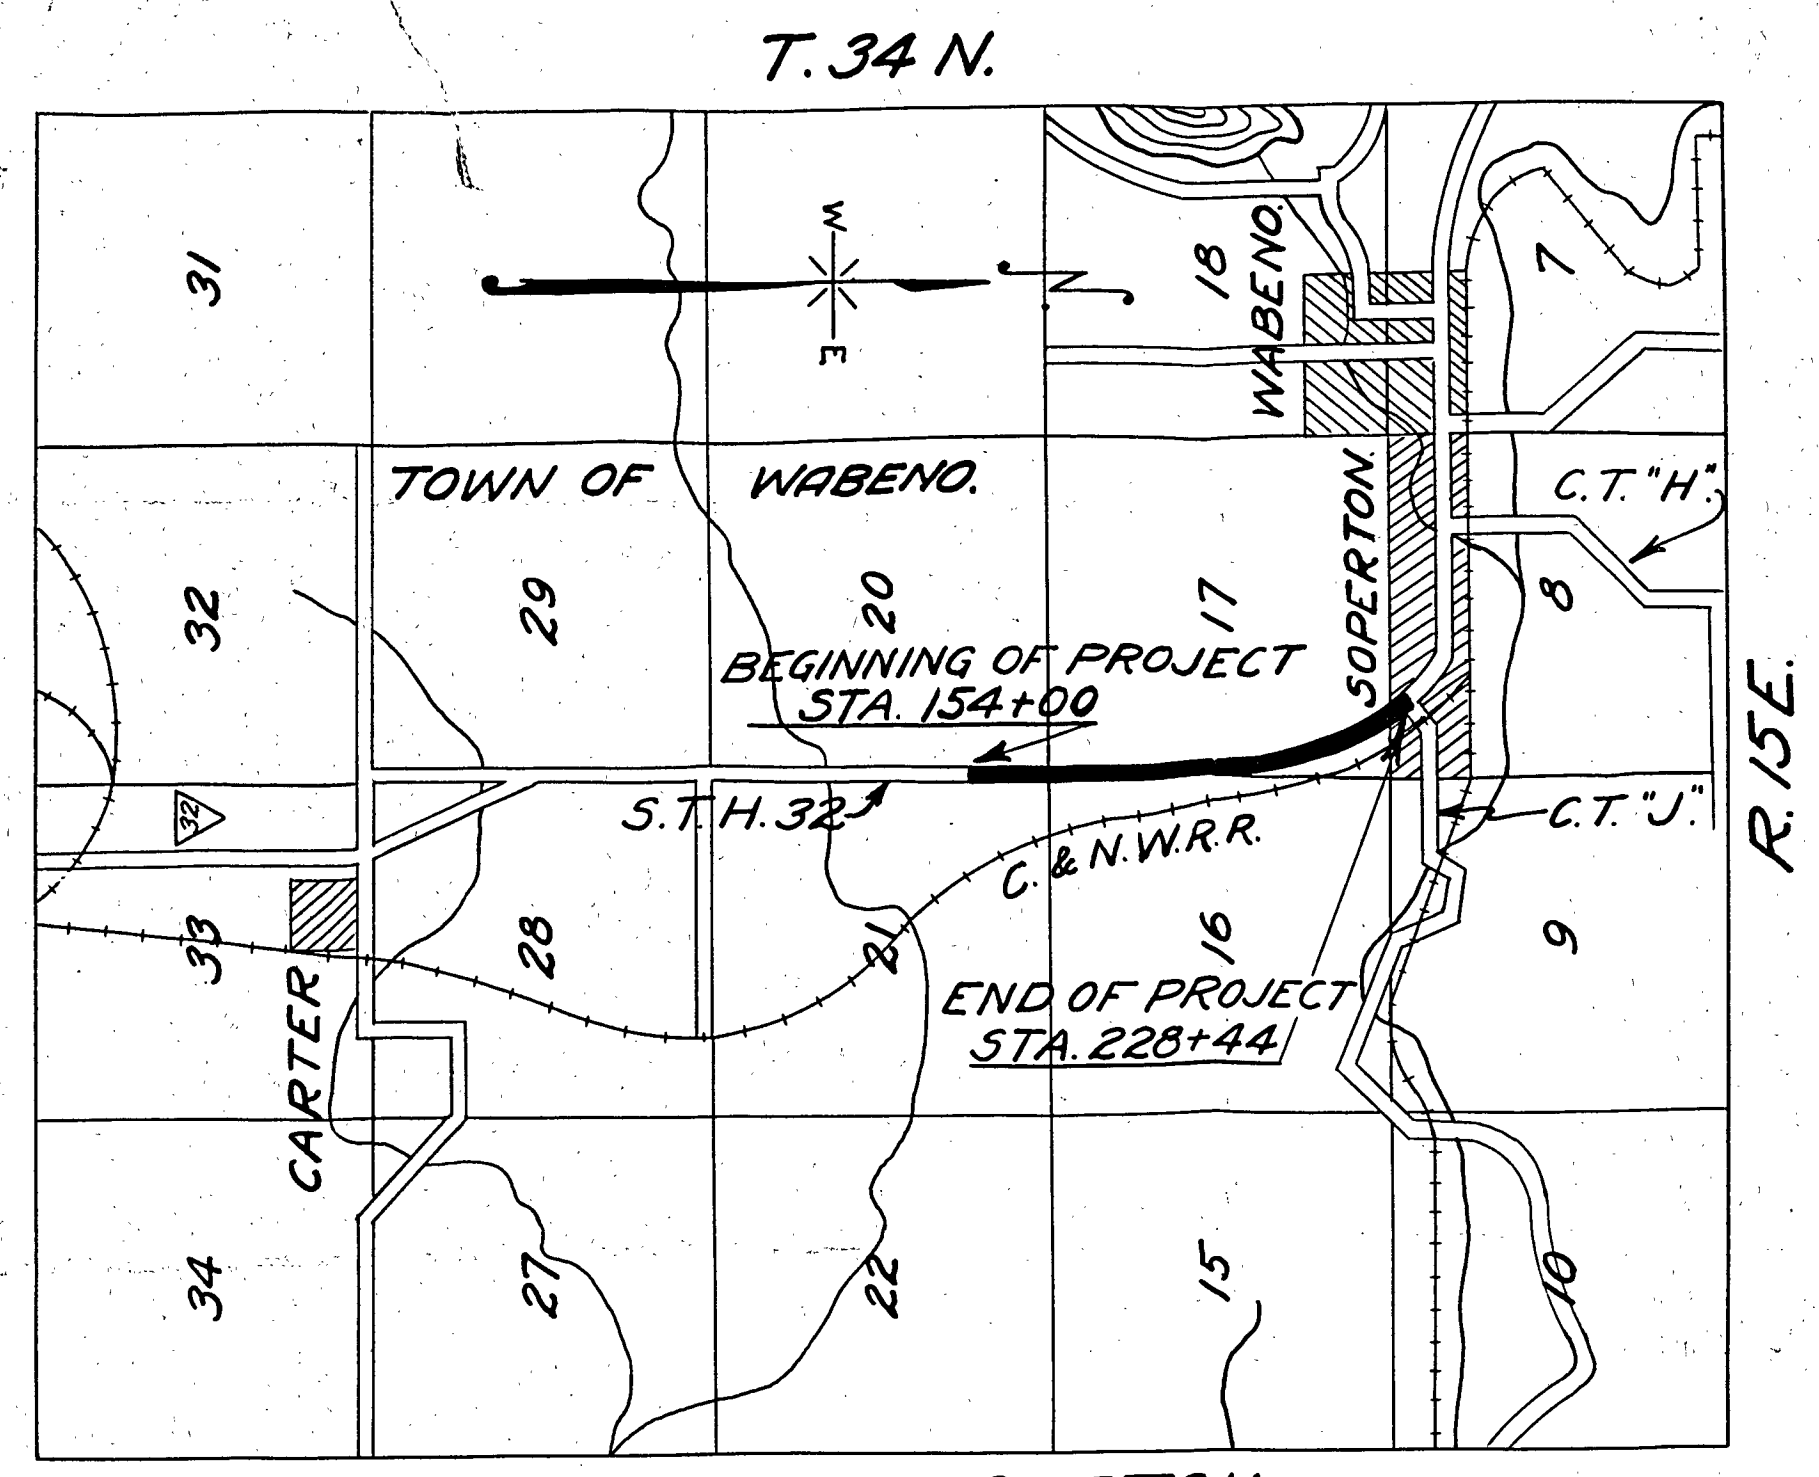 T. 34 N.
W
N
E
31
18
WABENO.
7
TOWN OF WABENO.
C.T. "H".
SOPERTON.
32
29
20
17
8
BEGINNING OF PROJECT
STA. 154+00
R. 15 E.
32
S.T.H. 32
C.T. "J".
C. & N.W.R.R.
33
28
21
16
9
END OF PROJECT
STA. 228+44
CARTER
34
27
22
15
10